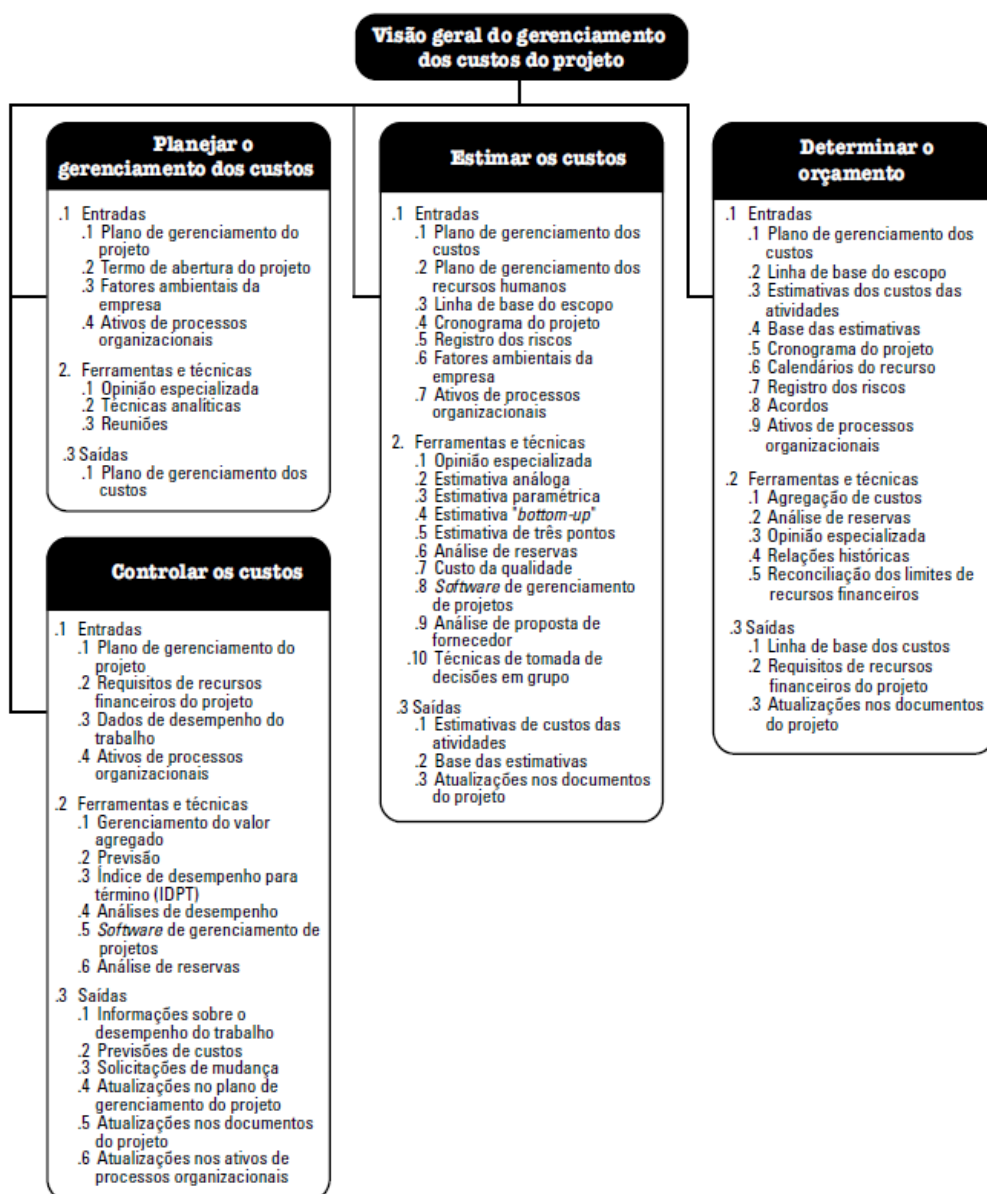 Visão geral do gerenciamento
dos custos do projeto
Planejar o
gerenciamento dos custos
.1 Entradas
.1 Plano de gerenciamento do
projeto
.2 Termo de abertura do projeto
.3 Fatores ambientais da
empresa
.4 Ativos de processos
organizacionais
2. Ferramentas e técnicas
.1 Opinião especializada
.2 Técnicas analíticas
.3 Reuniões
.3 Saídas
.1 Plano de gerenciamento dos
custos
Estimar os custos
.1 Entradas
.1 Plano de gerenciamento dos
custos
.2 Plano de gerenciamento dos
recursos humanos
.3 Linha de base do escopo
.4 Cronograma do projeto
.5 Registro dos riscos
.6 Fatores ambientais da
empresa
.7 Ativos de processos
organizacionais
2. Ferramentas e técnicas
.1 Opinião especializada
.2 Estimativa análoga
.3 Estimativa paramétrica
.4 Estimativa "bottom-up"
.5 Estimativa de três pontos
.6 Análise de reservas
.7 Custo da qualidade
.8 Software de gerenciamento
de projetos
.9 Análise de proposta de
fornecedor
.10 Técnicas de tomada de
decisões em grupo
.3 Saídas
.1 Estimativas de custos das
atividades
.2 Base das estimativas
.3 Atualizações nos documentos
do projeto
Determinar o
orçamento
.1 Entradas
.1 Plano de gerenciamento dos
custos
.2 Linha de base do escopo
.3 Estimativas dos custos das
atividades
.4 Base das estimativas
.5 Cronograma do projeto
.6 Calendários do recurso
.7 Registro dos riscos
.8 Acordos
.9 Ativos de processos
organizacionais
.2 Ferramentas e técnicas
.1 Agregação de custos
.2 Análise de reservas
.3 Opinião especializada
.4 Relações históricas
.5 Reconciliação dos limites de
recursos financeiros
.3 Saídas
.1 Linha de base dos custos
.2 Requisitos de recursos
financeiros do projeto
.3 Atualizações nos documentos
do projeto
Controlar os custos
.1 Entradas
.1 Plano de gerenciamento do
projeto
.2 Requisitos de recursos
financeiros do projeto
.3 Dados de desempenho do
trabalho
.4 Ativos de processos
organizacionais
.2 Ferramentas e técnicas
.1 Gerenciamento do valor
agregado
.2 Previsão
.3 Índice de desempenho para
término (IDPT)
.4 Análises de desempenho
.5 Software de gerenciamento de
projetos
.6 Análise de reservas
.3 Saídas
.1 Informações sobre o
desempenho do trabalho
.2 Previsões de custos
.3 Solicitações de mudança
.4 Atualizações no plano de
gerenciamento do projeto
.5 Atualizações nos documentos
do projeto
.6 Atualizações nos ativos de
processos organizacionais